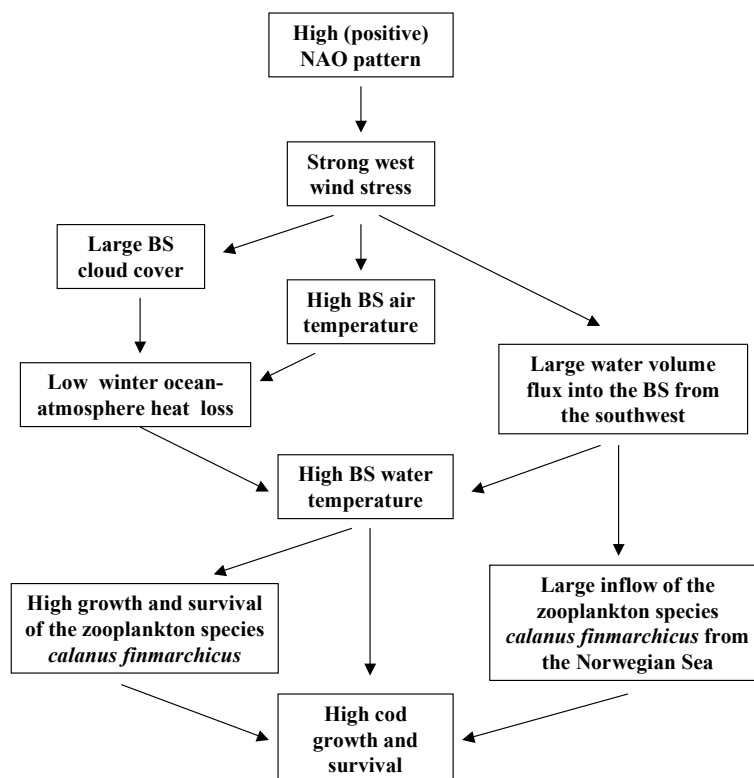 High (positive)
NAO pattern
Strong west
wind stress
Large BS
cloud cover
High BS air
temperature
Low winter ocean-
atmosphere heat loss
Large water volume
flux into the BS from
the southwest
High BS water
temperature
High growth and survival
of the zooplankton species
calanus finmarchicus
Large inflow of the
zooplankton species
calanus finmarchicus from
the Norwegian Sea
High cod
growth and
survival